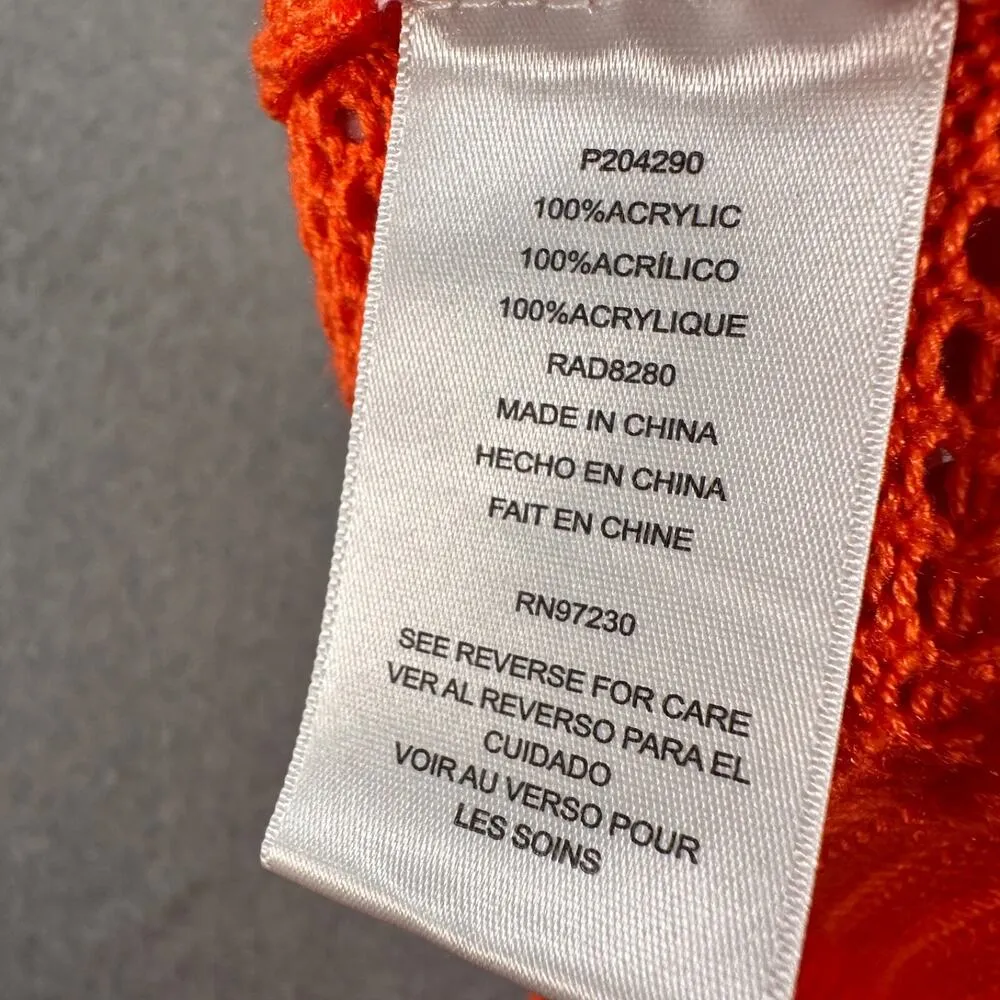 P204290
100%ACRYLIC
100%ACRÍLICO
100%ACRYLIQUE
RAD8280
MADE IN CHINA
HECHO EN CHINA
FAIT EN CHINE
RN97230
SEE REVERSE FOR CARE
VER AL REVERSO PARA EL
CUIDADO
VOIR AU VERSO POUR
LES SOINS